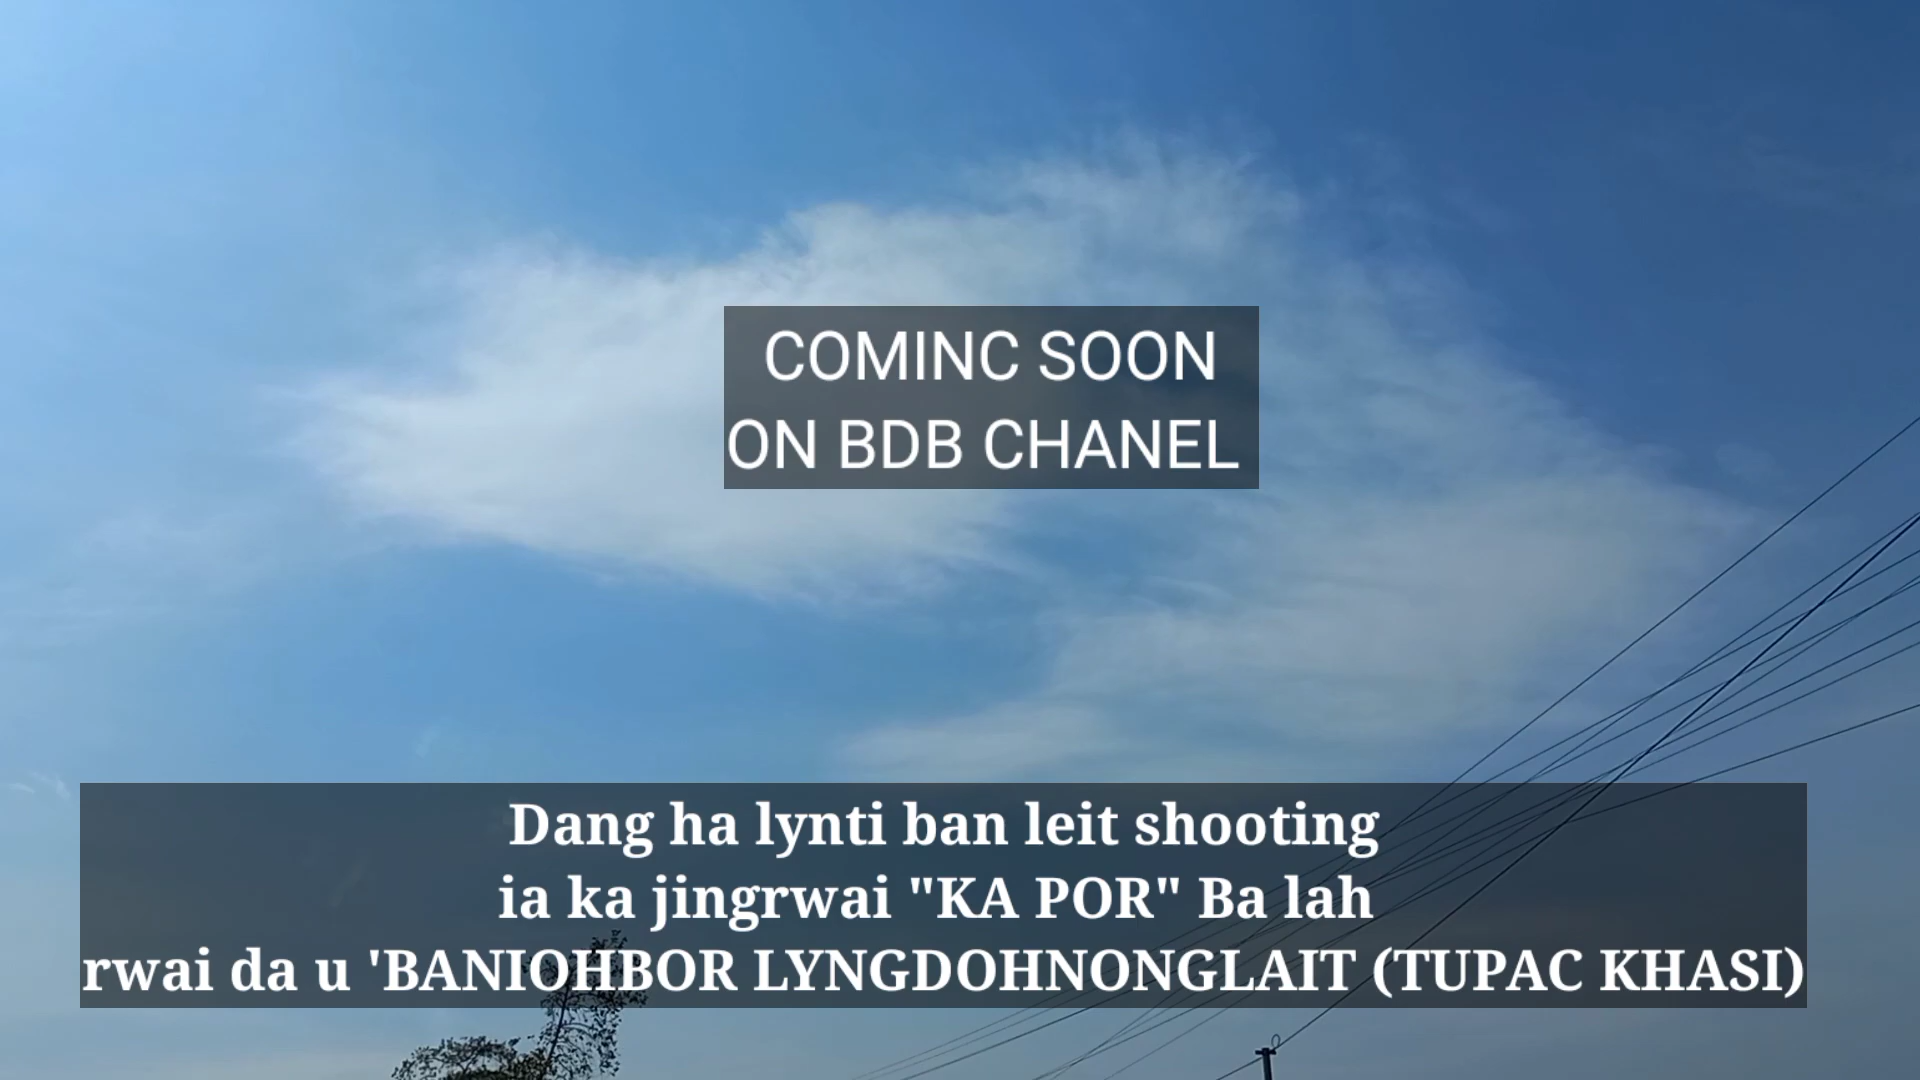 COMINC SOON
ON BDB CHANEL
Dang ha lynti ban leit shooting
ia ka jingrwai "KA POR" Ba lah
rwai da u 'BANIOHBOR LYNGDOHNONGLAIT (TUPAC KHASI)